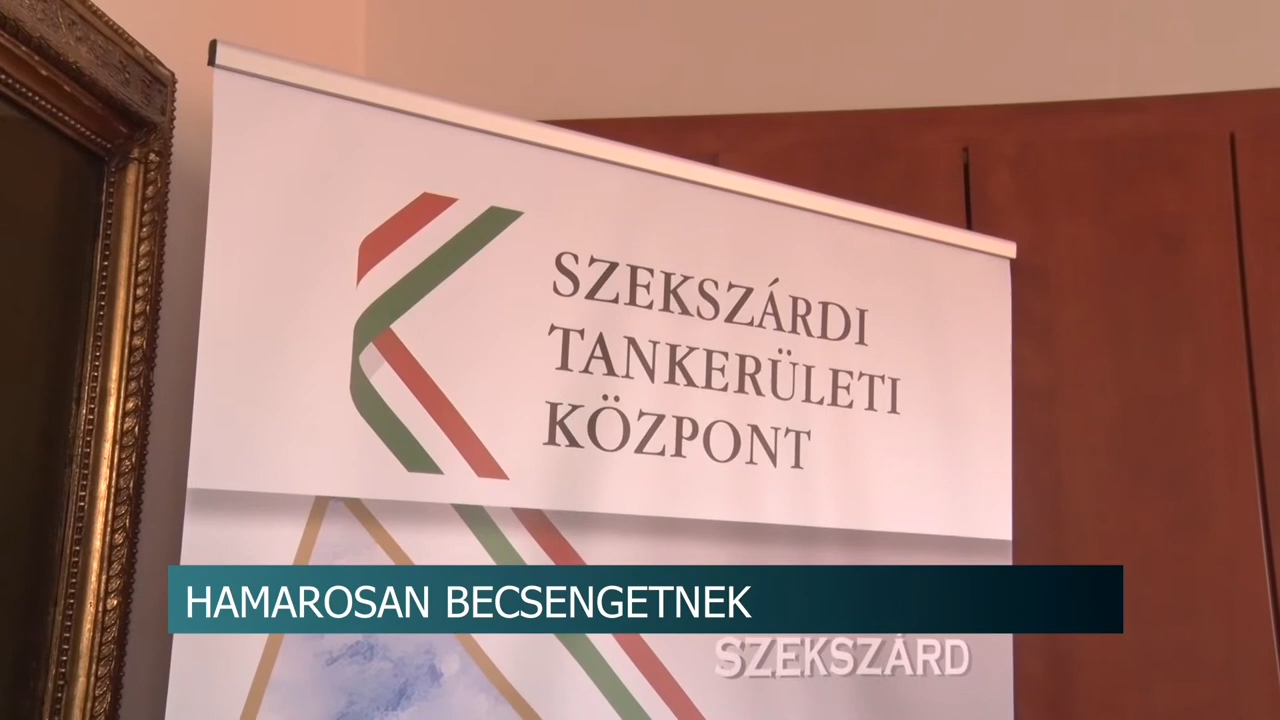 SZEKSZÁRDI
TANKERÜLETI
KÖZPONT
HAMAROSAN BECSENGETNEK
SZEKSZÁRD